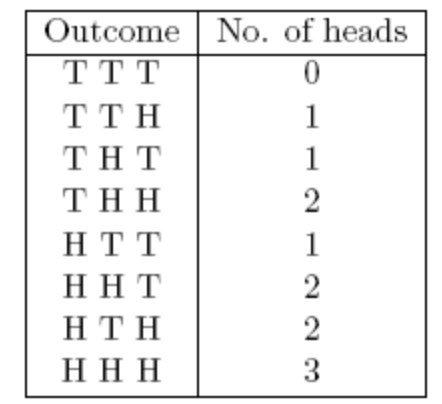 Outcome No. of heads
T T T 0
T T H 1
T H T 1
T H H 2
H T T 1
H H T 2
H T H 2
H H H 3